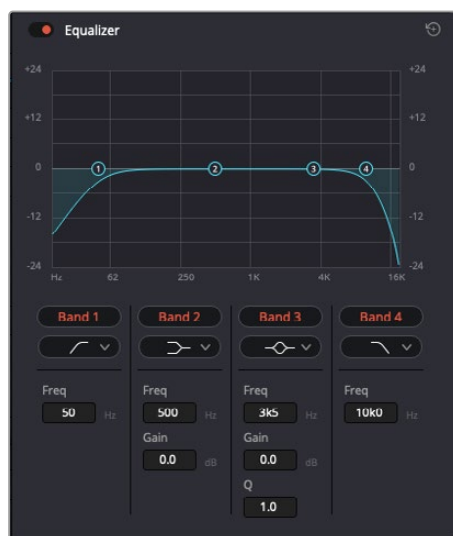 Equalizer
+24 +24
+12 +12
0 1 2 3 4 0
-12 -12
-24 -24
Hz 62 250 1K 4K 16K
Band 1 Band 2 Band 3 Band 4
Freq Freq Freq Freq
50 Hz 500 Hz 3k5 Hz 10k0 Hz
Gain Gain
0.0 dB 0.0 dB
Q
1.0